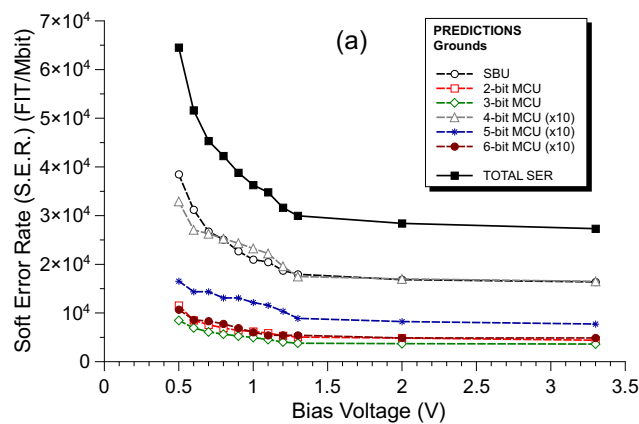 (a)
PREDICTIONS
Grounds
SBU
2-bit MCU
3-bit MCU
4-bit MCU (x10)
5-bit MCU (x10)
6-bit MCU (x10)
TOTAL SER
Soft Error Rate (S.E.R.) (FIT/Mbit)
7×10⁴
6×10⁴
5×10⁴
4×10⁴
3×10⁴
2×10⁴
10⁴
0
0 0.5 1 1.5 2 2.5 3 3.5
Bias Voltage (V)